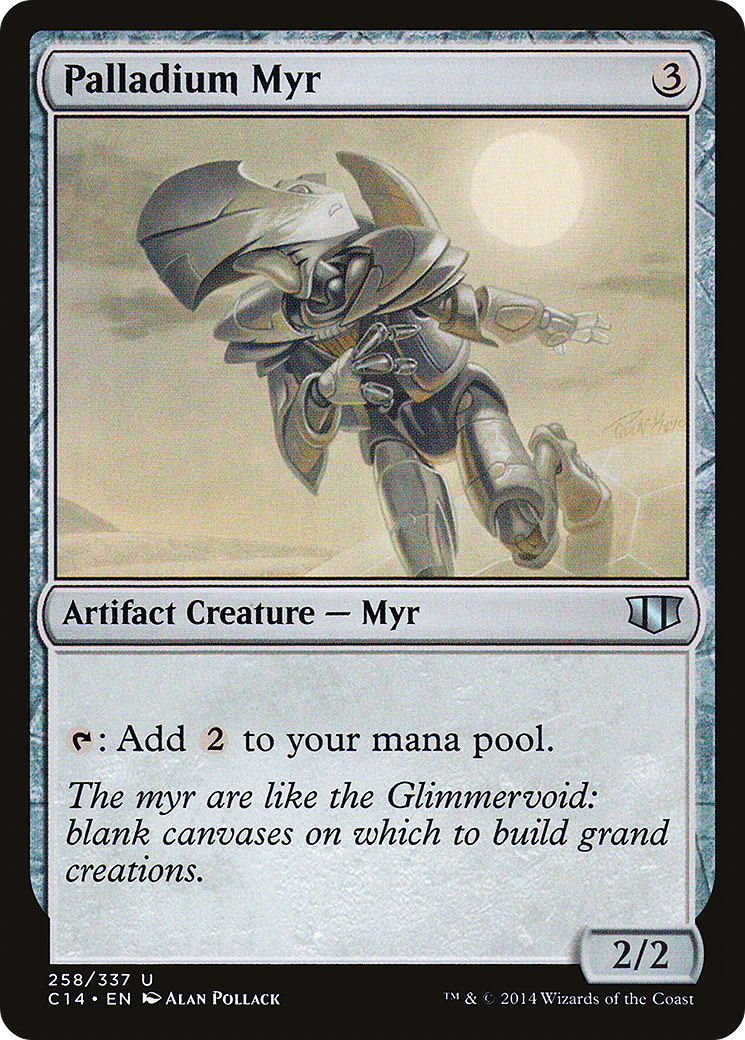 Palladium Myr 3
Artifact Creature — Myr
: Add 2 to your mana pool.
The myr are like the Glimmervoid:
blank canvases on which to build grand
creations.
2/2
258/337 U
C14 • EN ALAN POLLACK
™ & © 2014 Wizards of the Coast